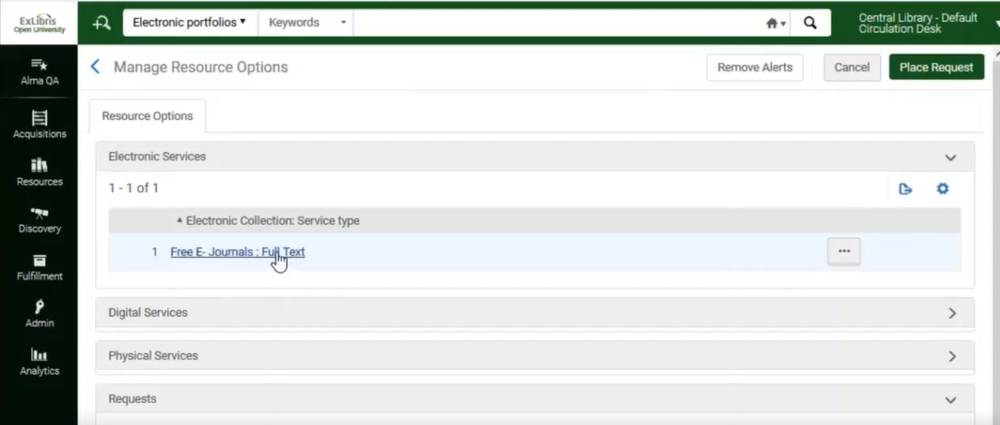 ExLibris
Open University
Electronic portfolios
Keywords
Central Library - Default
Circulation Desk
Alma QA
Acquisitions
Resources
Discovery
Fulfillment
Admin
Analytics
Manage Resource Options
Remove Alerts
Cancel
Place Request
Resource Options
Electronic Services
1 - 1 of 1
Electronic Collection: Service type
1 Free E- Journals : Full Text
Digital Services
Physical Services
Requests